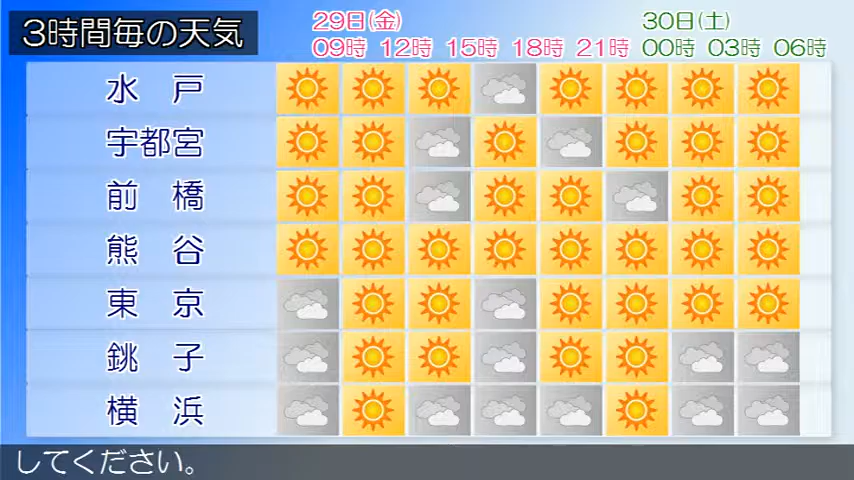 3時間毎の天気
29日(金) 30日(土)
09時 12時 15時 18時 21時 00時 03時 06時
水戸
宇都宮
前橋
熊谷
東京
銚子
横浜
してください。